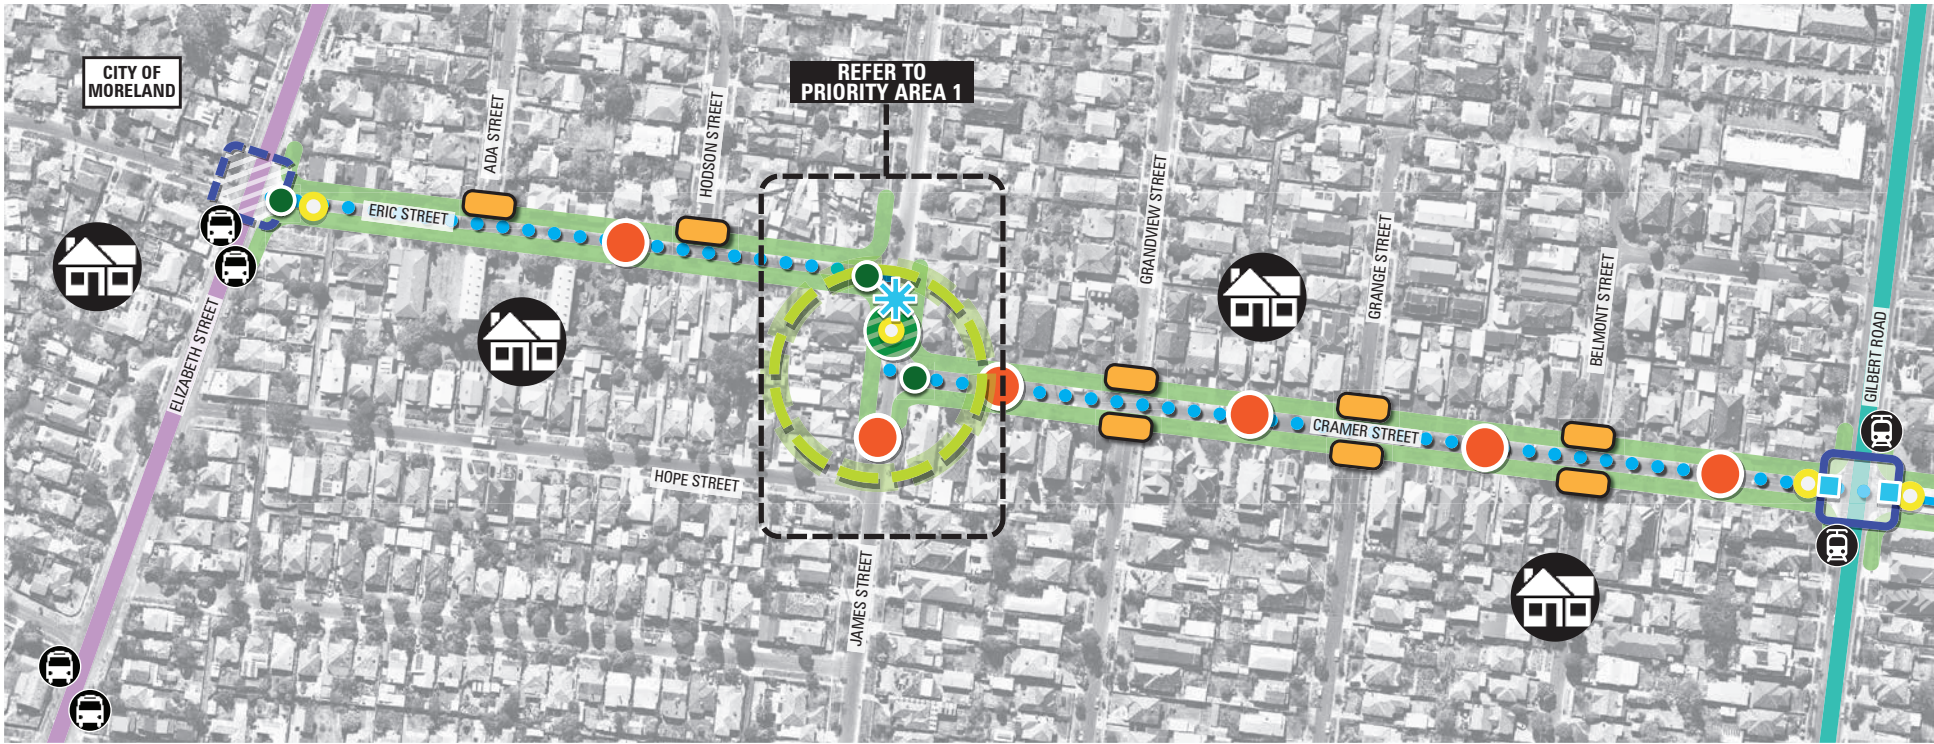 CITY OF
MORELAND
REFER TO
PRIORITY AREA 1
ADA STREET
HODSON STREET
ERIC STREET
GRANDVIEW STREET
GRANGE STREET
BELMONT STREET
GILBERT ROAD
ELIZABETH STREET
CRAMER STREET
HOPE STREET
JAMES STREET